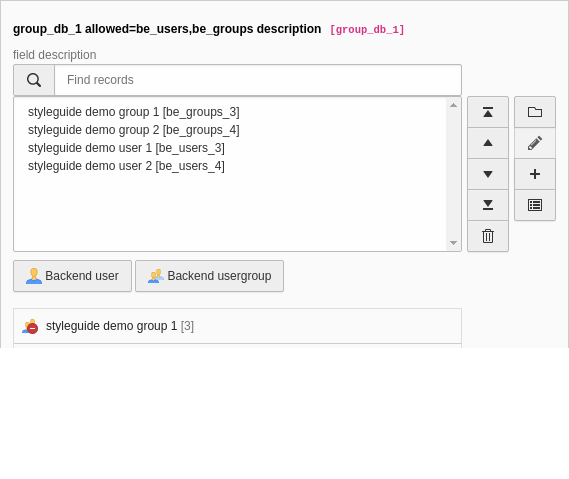 group_db_1 allowed=be_users,be_groups description [group_db_1]
field description
Find records
styleguide demo group 1 [be_groups_3]
styleguide demo group 2 [be_groups_4]
styleguide demo user 1 [be_users_3]
styleguide demo user 2 [be_users_4]
Backend user Backend usergroup
styleguide demo group 1 [3]